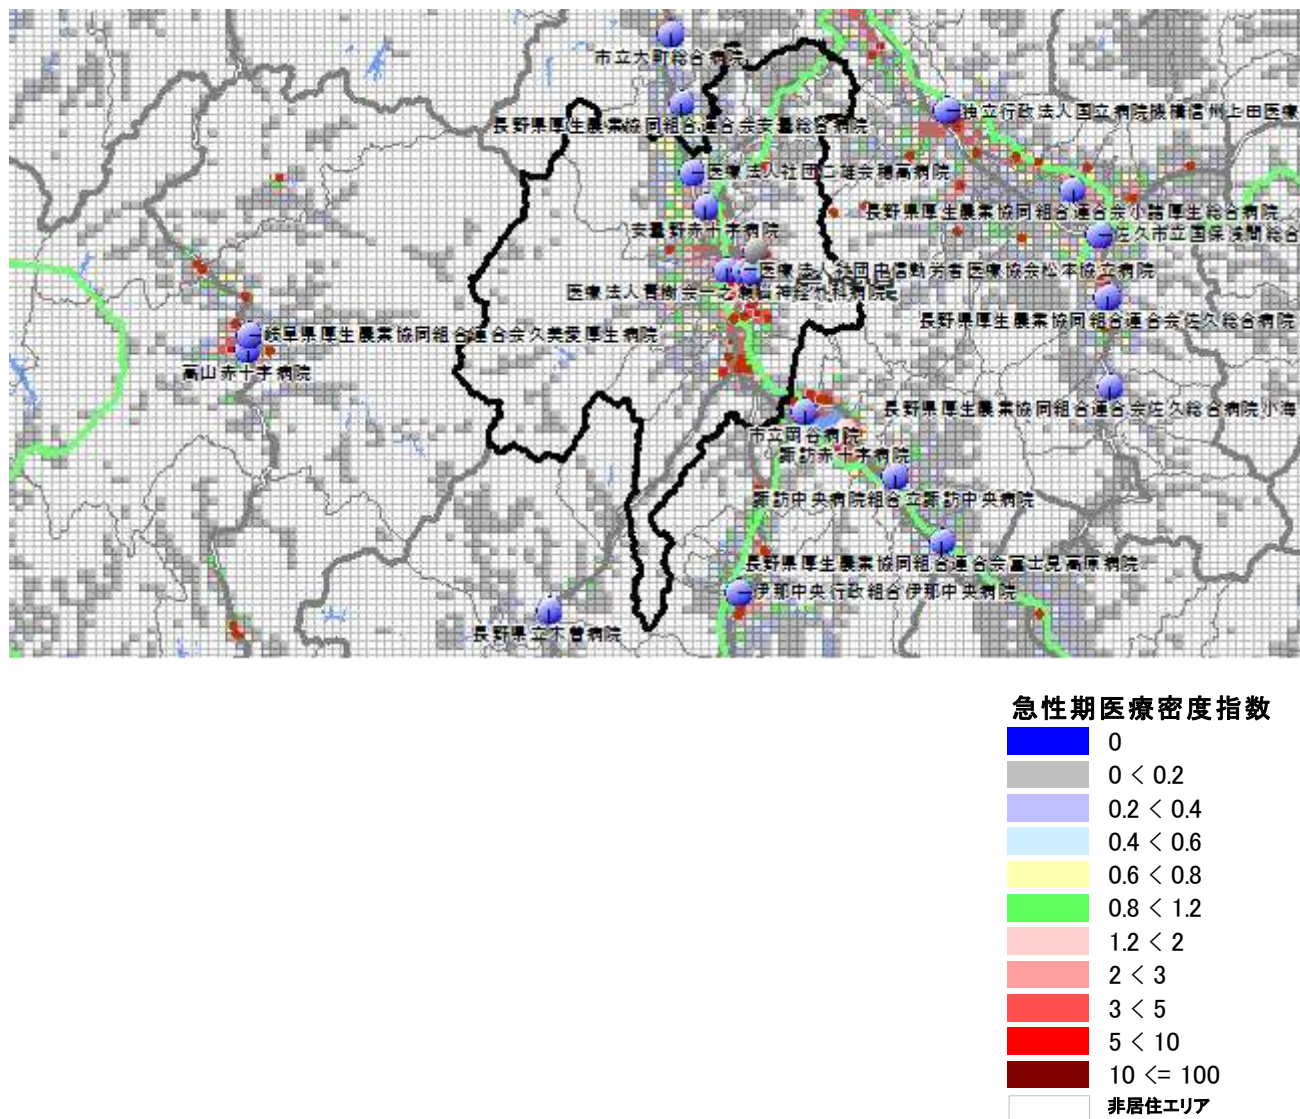 市立大町総合病院
独立行政法人国立病院機構信州上田医療
長野県厚生農業協同組合連合会安曇総合病院
医療法人社団仁雄会穂高病院
長野県厚生農業協同組合連合会小諸厚生総合病院
安曇野赤十字病院
佐久市立国保浅間総合
医療法人社団中信勤労者医療協会松本協立病院
医療法人青樹会一之瀬脳神経外科病院
長野県厚生農業協同組合連合会佐久総合病院
岐阜県厚生農業協同組合連合会久美愛厚生病院
高山赤十字病院
長野県厚生農業協同組合連合会佐久総合病院小海
市立岡谷病院
諏訪赤十字病院
諏訪中央病院組合立諏訪中央病院
長野県厚生農業協同組合連合会富士見高原病院
伊那中央行政組合伊那中央病院
長野県立木曽病院
急性期医療密度指数
0
0 < 0.2
0.2 < 0.4
0.4 < 0.6
0.6 < 0.8
0.8 < 1.2
1.2 < 2
2 < 3
3 < 5
5 < 10
10 <= 100
非居住エリア